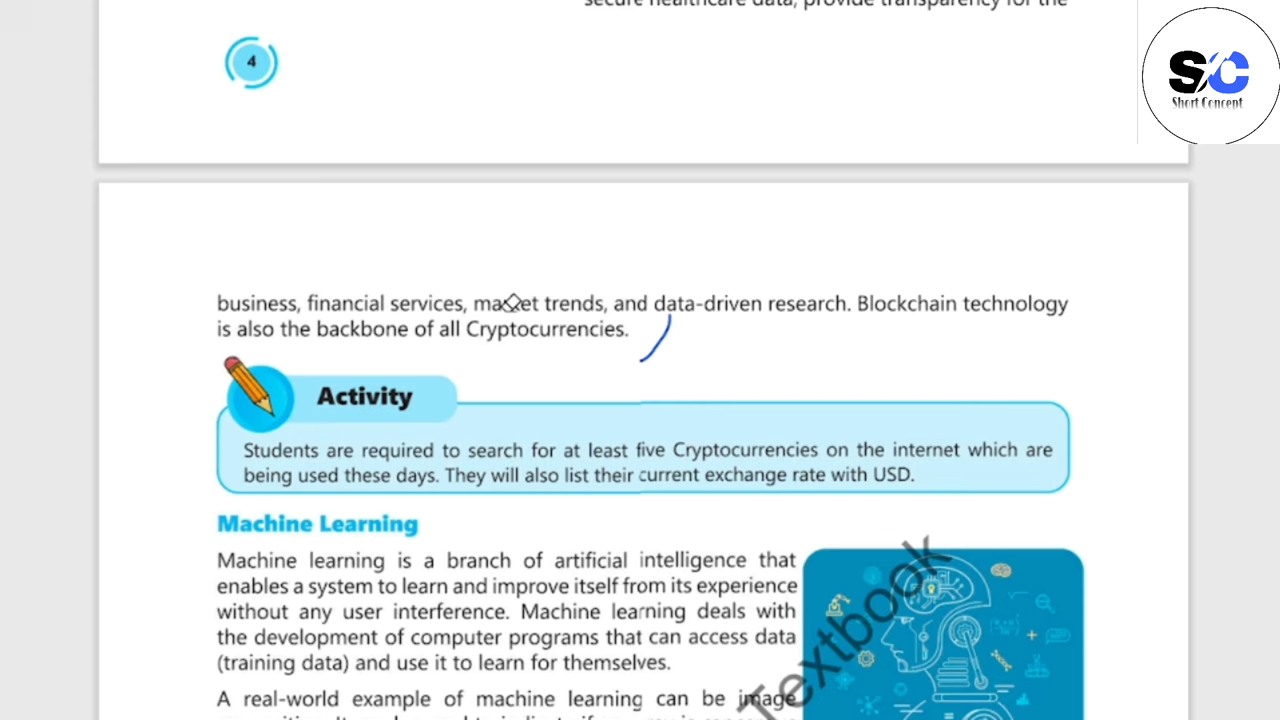 secure healthcare data, provide transparency for the
4
SC
Short Concept
business, financial services, market trends, and data-driven research. Blockchain technology
is also the backbone of all Cryptocurrencies.
Activity
Students are required to search for at least five Cryptocurrencies on the internet which are
being used these days. They will also list their current exchange rate with USD.
Machine Learning
Machine learning is a branch of artificial intelligence that
enables a system to learn and improve itself from its experience
without any user interference. Machine learning deals with
the development of computer programs that can access data
(training data) and use it to learn for themselves.
A real-world example of machine learning can be image
Textbook